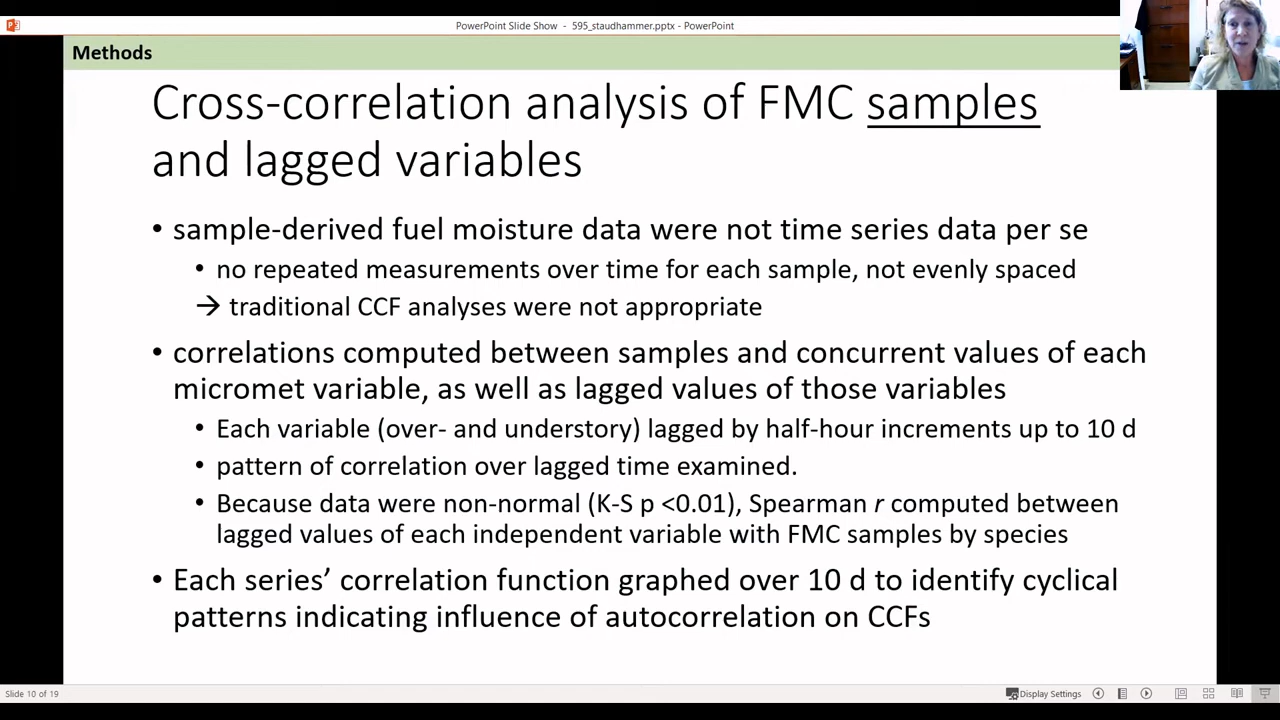 PowerPoint Slide Show - 595_staudhammer.pptx - PowerPoint
Methods
Cross-correlation analysis of FMC samples
and lagged variables
• sample-derived fuel moisture data were not time series data per se
• no repeated measurements over time for each sample, not evenly spaced
→ traditional CCF analyses were not appropriate
• correlations computed between samples and concurrent values of each
micromet variable, as well as lagged values of those variables
• Each variable (over- and understory) lagged by half-hour increments up to 10 d
• pattern of correlation over lagged time examined.
• Because data were non-normal (K-S p <0.01), Spearman r computed between
lagged values of each independent variable with FMC samples by species
• Each series’ correlation function graphed over 10 d to identify cyclical
patterns indicating influence of autocorrelation on CCFs
Slide 10 of 19
Display Settings